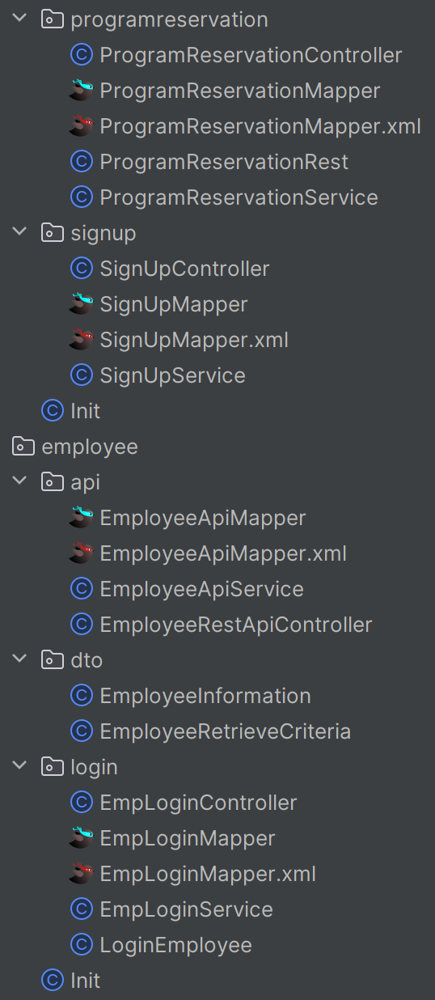 programreservation
ProgramReservationController
ProgramReservationMapper
ProgramReservationMapper.xml
ProgramReservationRest
ProgramReservationService
signup
SignUpController
SignUpMapper
SignUpMapper.xml
SignUpService
Init
employee
api
EmployeeApiMapper
EmployeeApiMapper.xml
EmployeeApiService
EmployeeRestApiController
dto
EmployeeInformation
EmployeeRetrieveCriteria
login
EmpLoginController
EmpLoginMapper
EmpLoginMapper.xml
EmpLoginService
LoginEmployee
Init